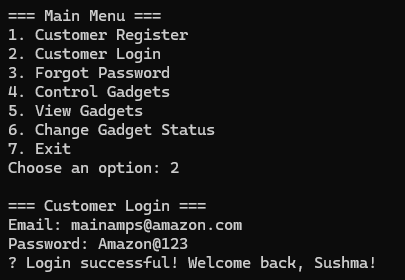 === Main Menu ===
1. Customer Register
2. Customer Login
3. Forgot Password
4. Control Gadgets
5. View Gadgets
6. Change Gadget Status
7. Exit
Choose an option: 2

=== Customer Login ===
Email: mainamps@amazon.com
Password: Amazon@123
? Login successful! Welcome back, Sushma!